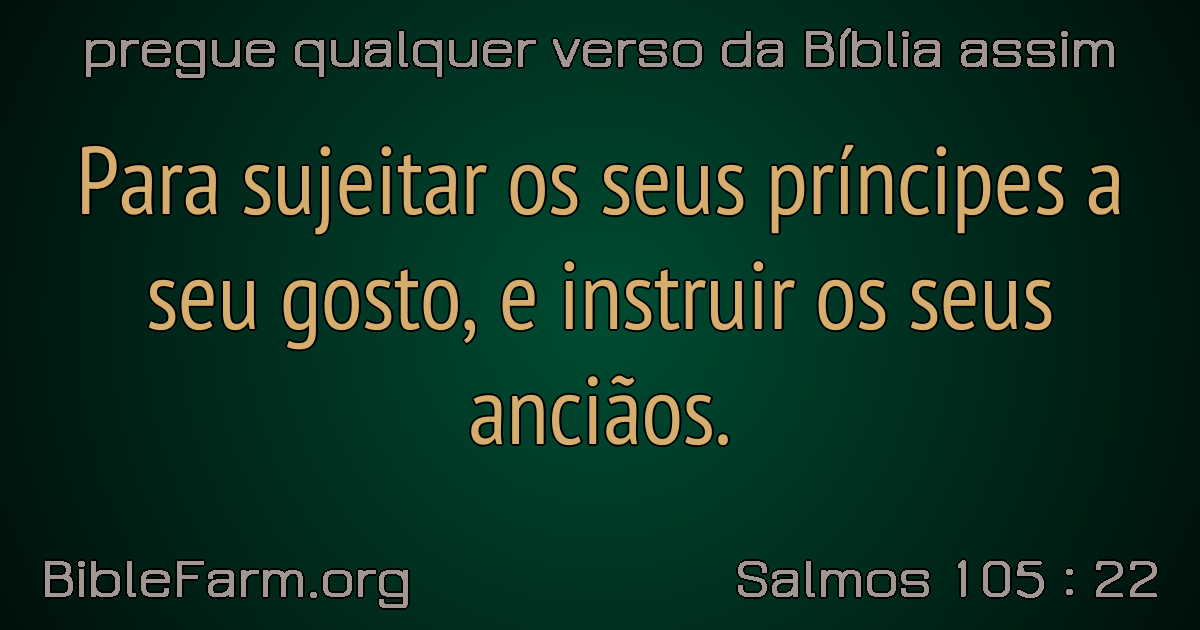 pregue qualquer verso da Bíblia assim
Para sujeitar os seus príncipes a
seu gosto, e instruir os seus
anciãos.
BibleFarm.org
Salmos 105 : 22